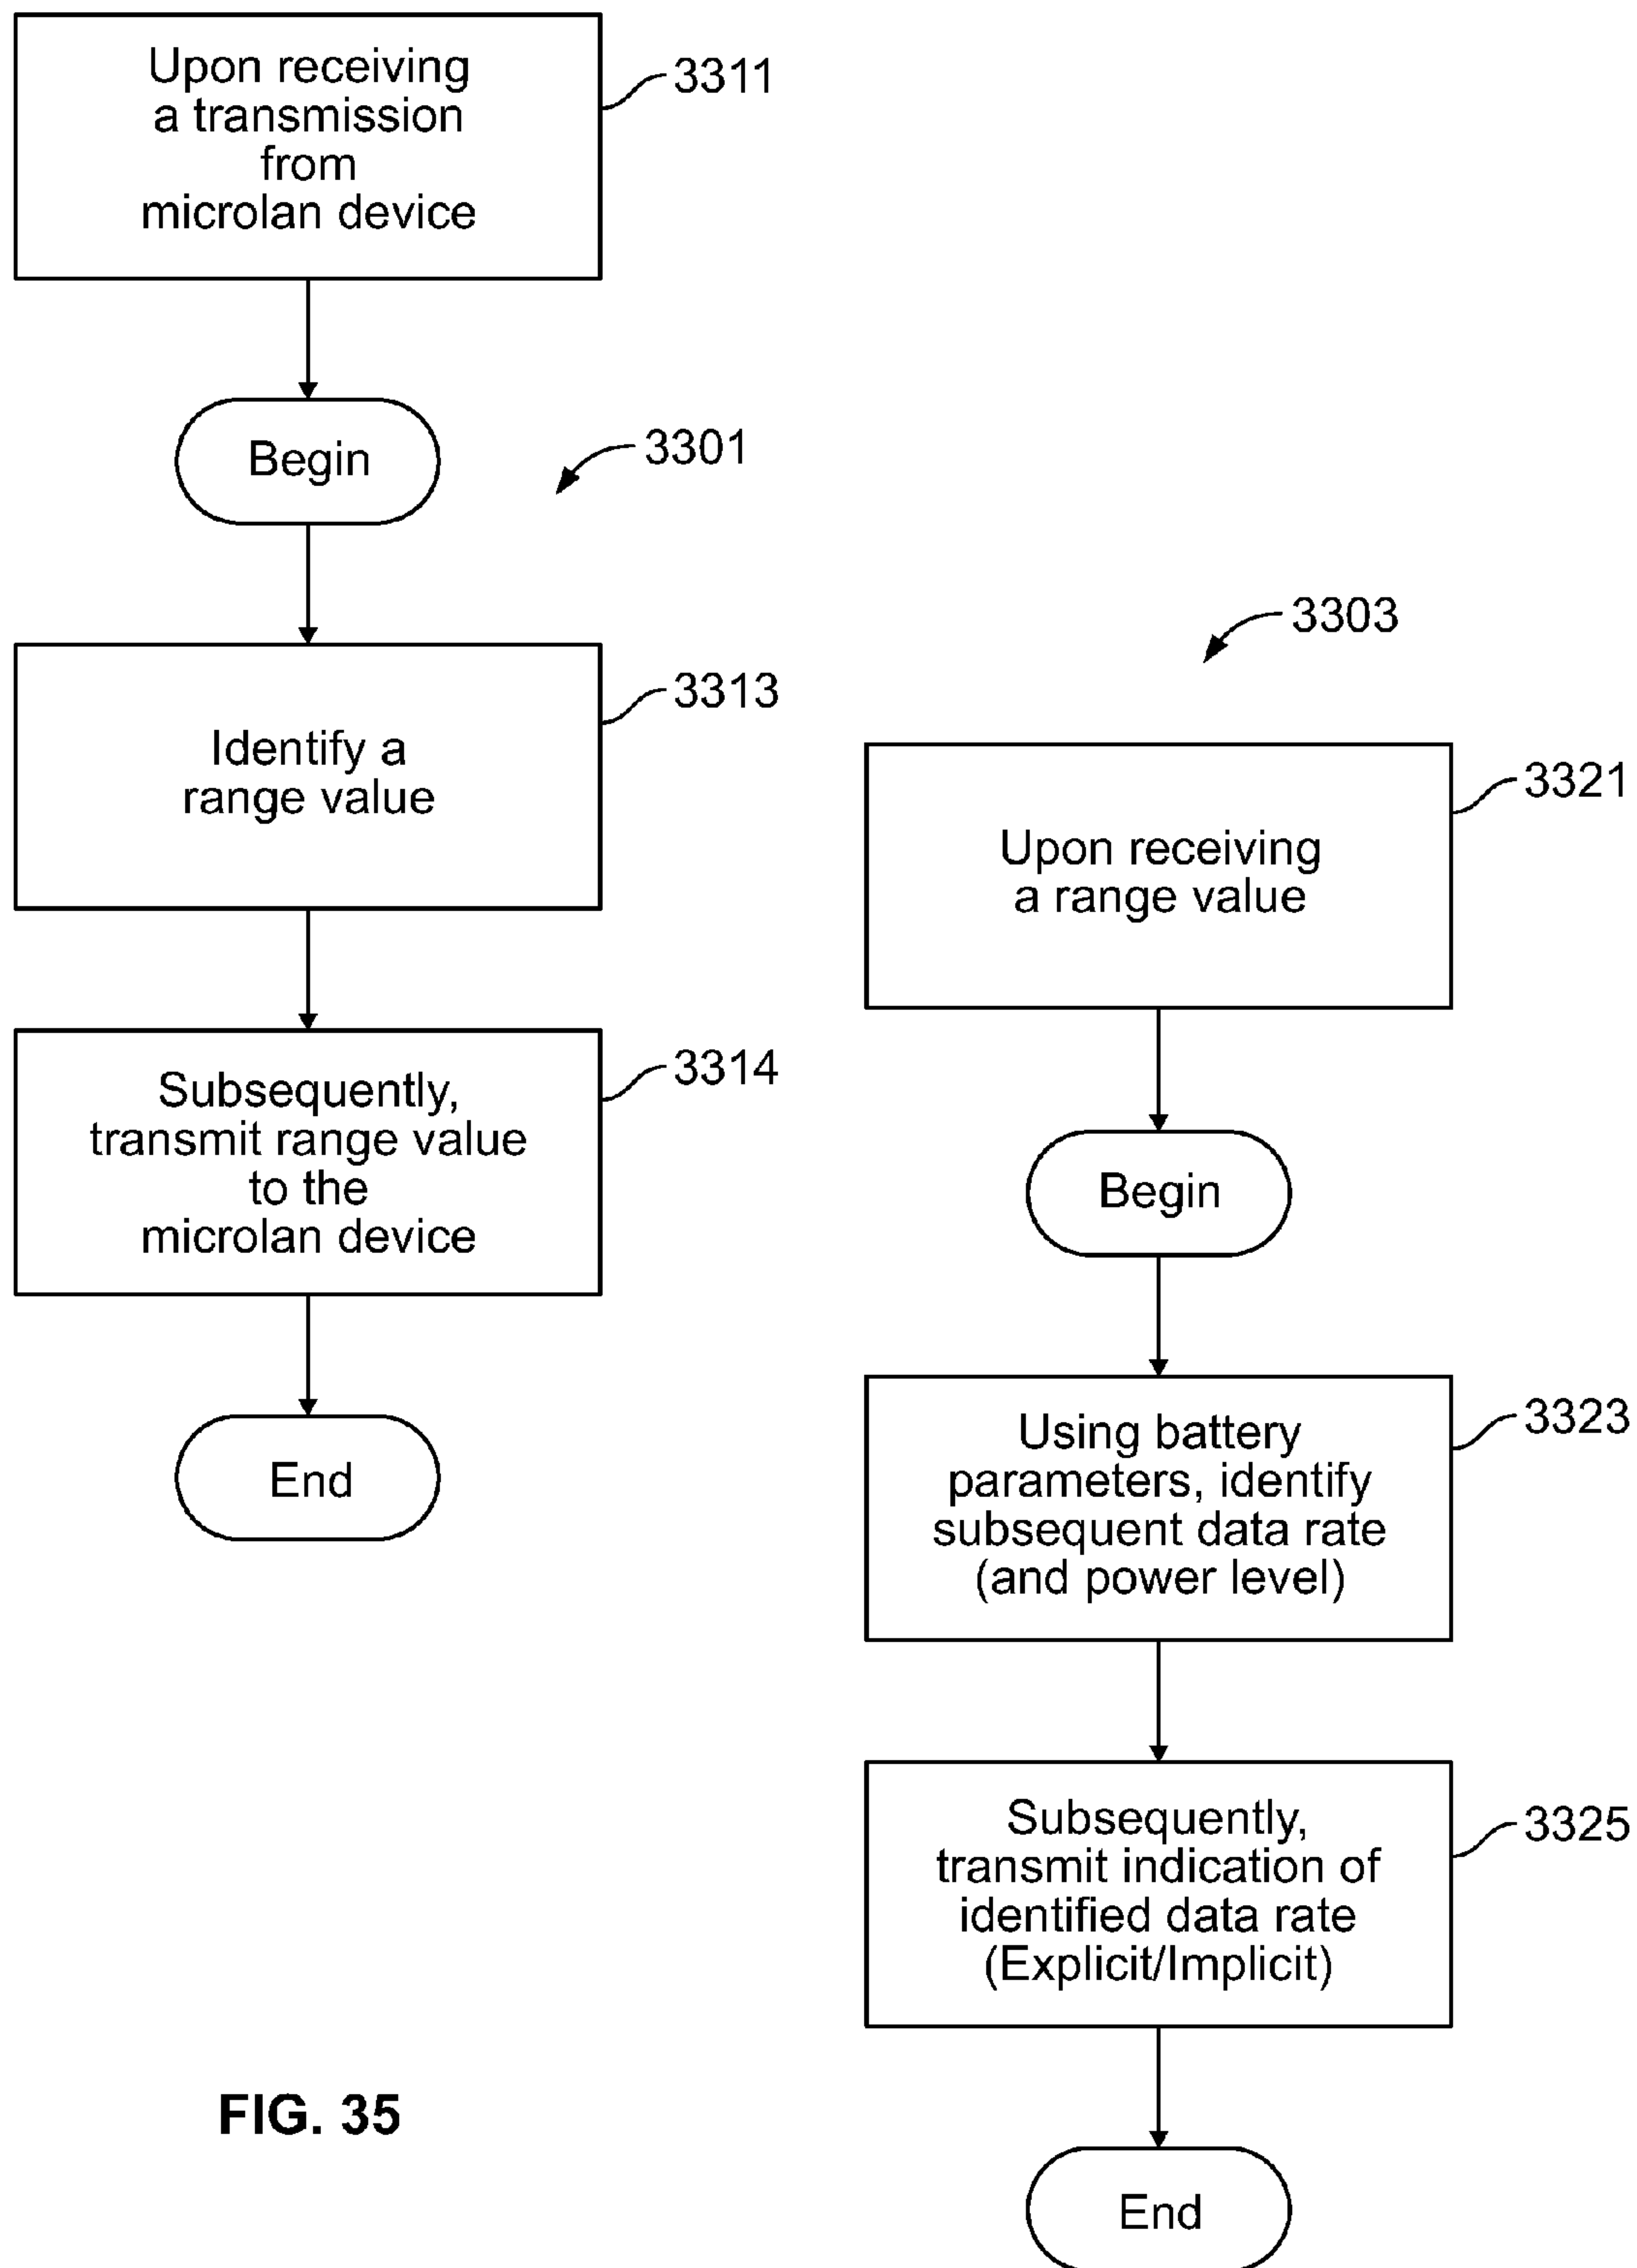 Upon receiving
a transmission
from
microlan device
3311
Begin
3301
Identify a
range value
3313
Subsequently,
transmit range value
to the
microlan device
3314
End
3303
Upon receiving
a range value
3321
Begin
Using battery
parameters, identify
subsequent data rate
(and power level)
3323
Subsequently,
transmit indication of
identified data rate
(Explicit/Implicit)
3325
End
FIG. 35